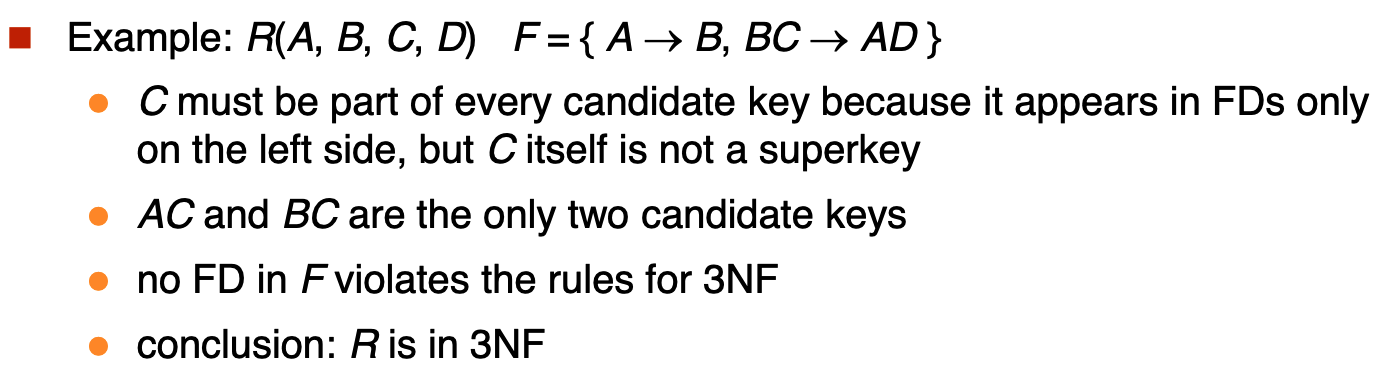 Example: R(A, B, C, D) F = { A → B, BC → AD }
C must be part of every candidate key because it appears in FDs only
on the left side, but C itself is not a superkey
AC and BC are the only two candidate keys
no FD in F violates the rules for 3NF
conclusion: R is in 3NF